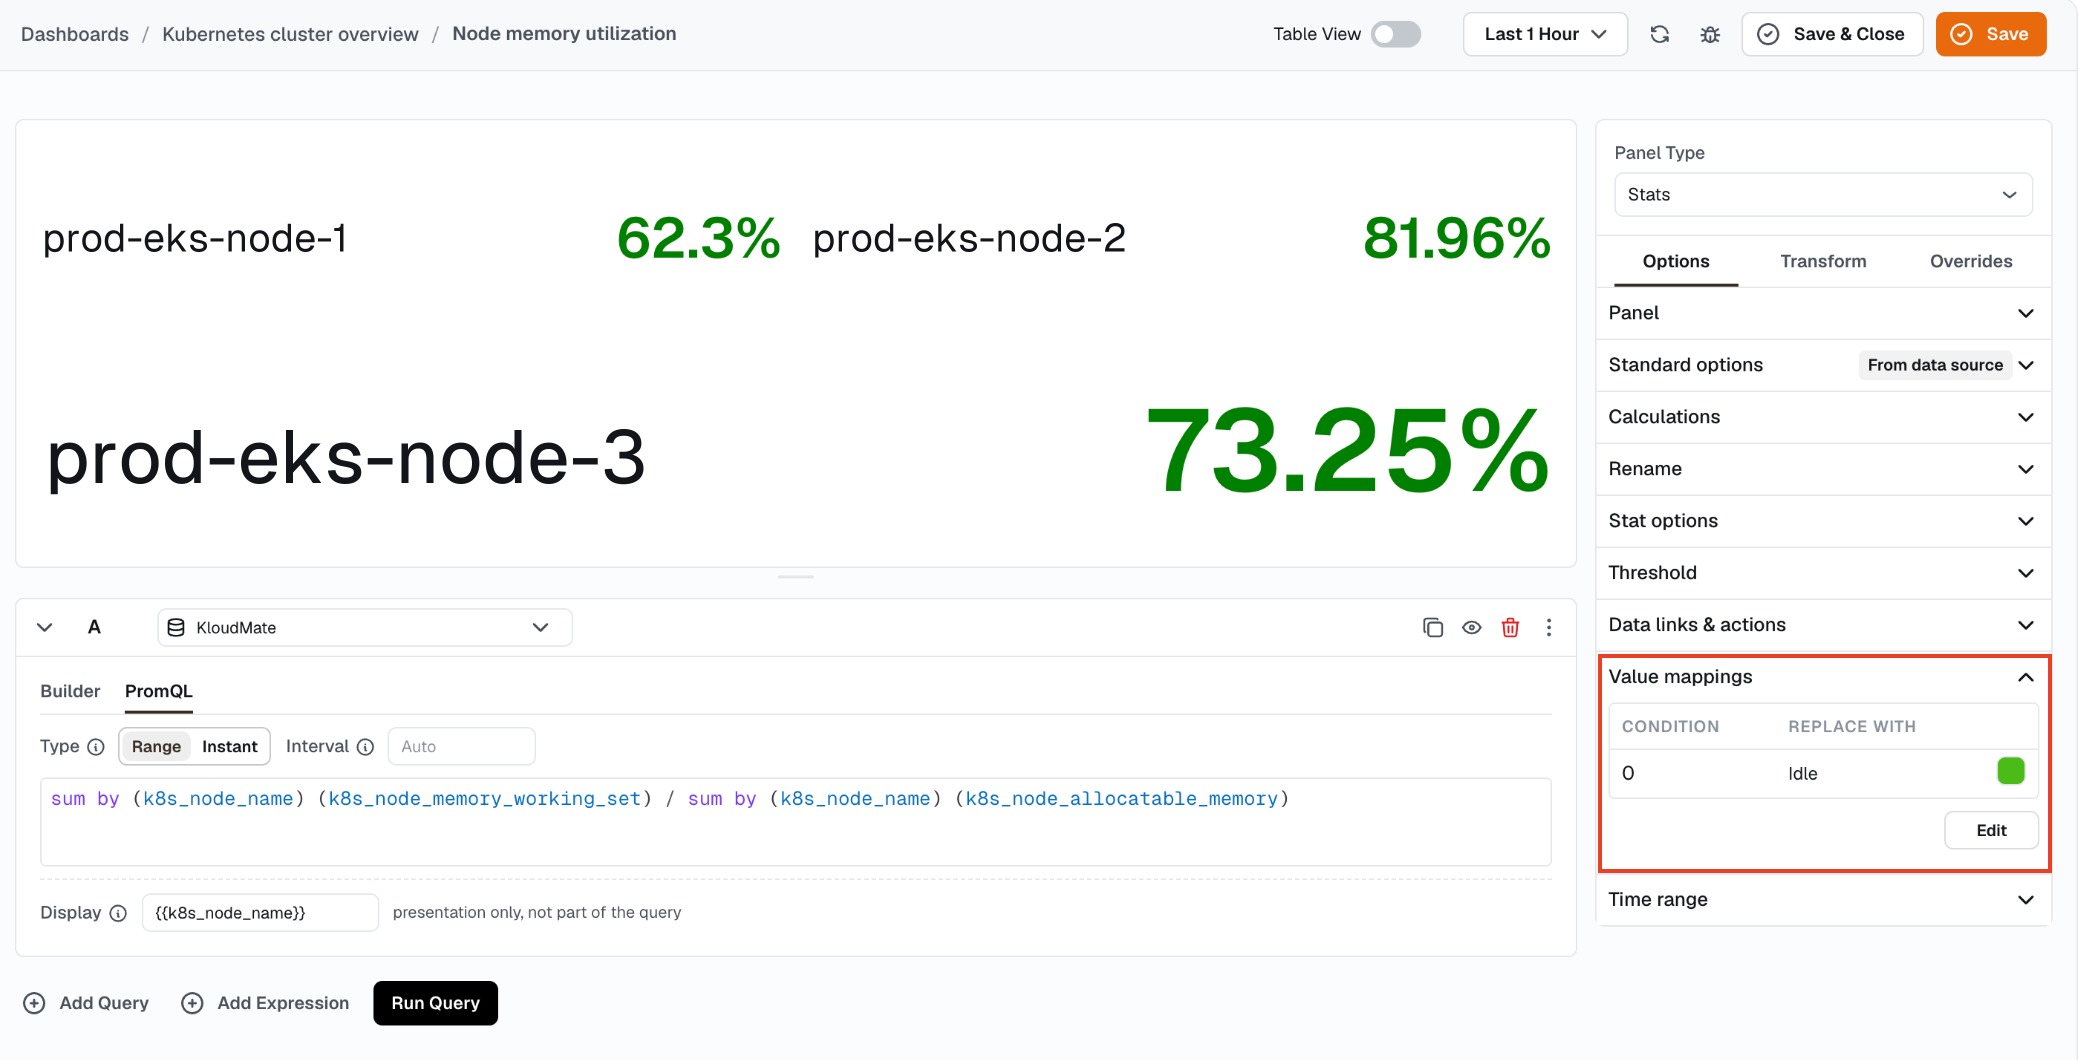 Dashboards / Kubernetes cluster overview / Node memory utilization
Table View
Last 1 Hour
Save & Close
Save
prod-eks-node-1 62.3%
prod-eks-node-2 81.96%
prod-eks-node-3 73.25%
A
KloudMate
Builder PromQL
Type Range Instant Interval Auto
sum by (k8s_node_name) (k8s_node_memory_working_set) / sum by (k8s_node_name) (k8s_node_allocatable_memory)
Display {{k8s_node_name}} presentation only, not part of the query
Add Query Add Expression Run Query
Panel Type
Stats
Options Transform Overrides
Panel
Standard options From data source
Calculations
Rename
Stat options
Threshold
Data links & actions
Value mappings
CONDITION REPLACE WITH
0 Idle
Edit
Time range